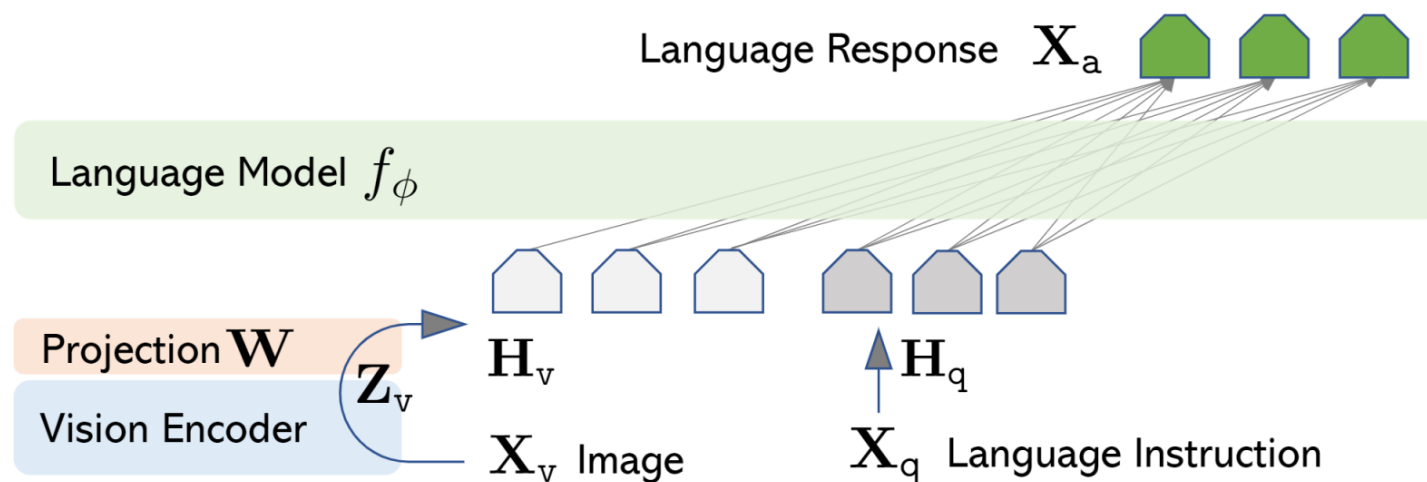 Language Response X_a
Language Model f_ϕ
Projection W
H_v
H_q
Z_v
Vision Encoder
X_v Image
X_q Language Instruction